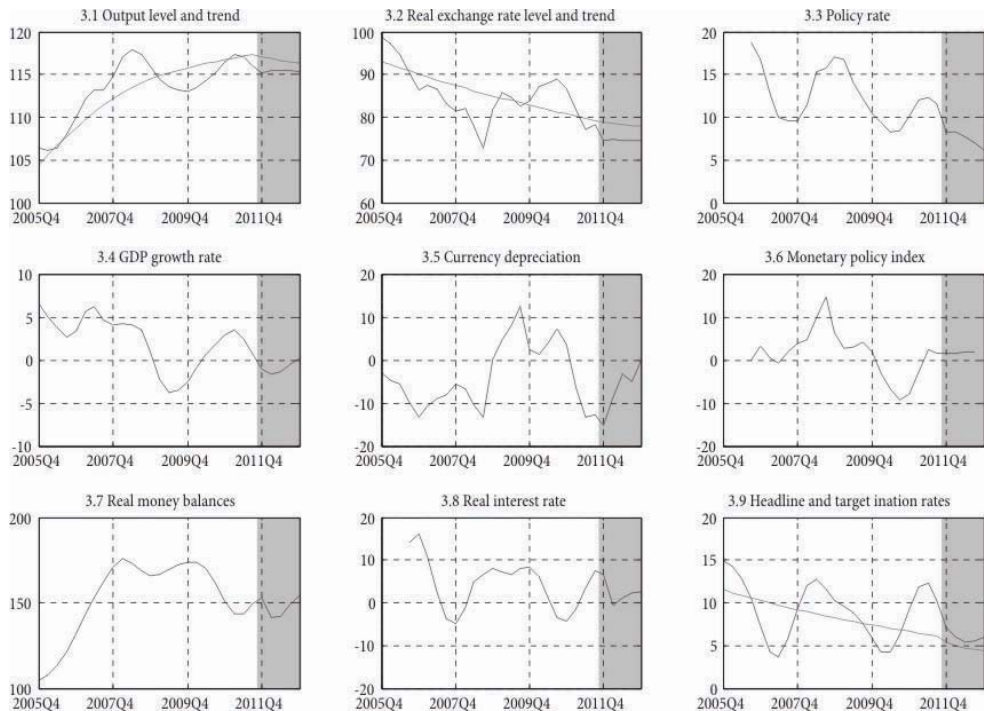 3.1 Output level and trend
120
115
110
105
100
2005Q4 2007Q4 2009Q4 2011Q4
3.2 Real exchange rate level and trend
100
90
80
70
60
2005Q4 2007Q4 2009Q4 2011Q4
3.3 Policy rate
20
15
10
5
0
2005Q4 2007Q4 2009Q4 2011Q4
3.4 GDP growth rate
10
5
0
-5
-10
2005Q4 2007Q4 2009Q4 2011Q4
3.5 Currency depreciation
20
10
0
-10
-20
2005Q4 2007Q4 2009Q4 2011Q4
3.6 Monetary policy index
20
10
0
-10
-20
2005Q4 2007Q4 2009Q4 2011Q4
3.7 Real money balances
200
150
100
2005Q4 2007Q4 2009Q4 2011Q4
3.8 Real interest rate
20
10
0
-10
-20
2005Q4 2007Q4 2009Q4 2011Q4
3.9 Headline and target ination rates
20
15
10
5
0
2005Q4 2007Q4 2009Q4 2011Q4